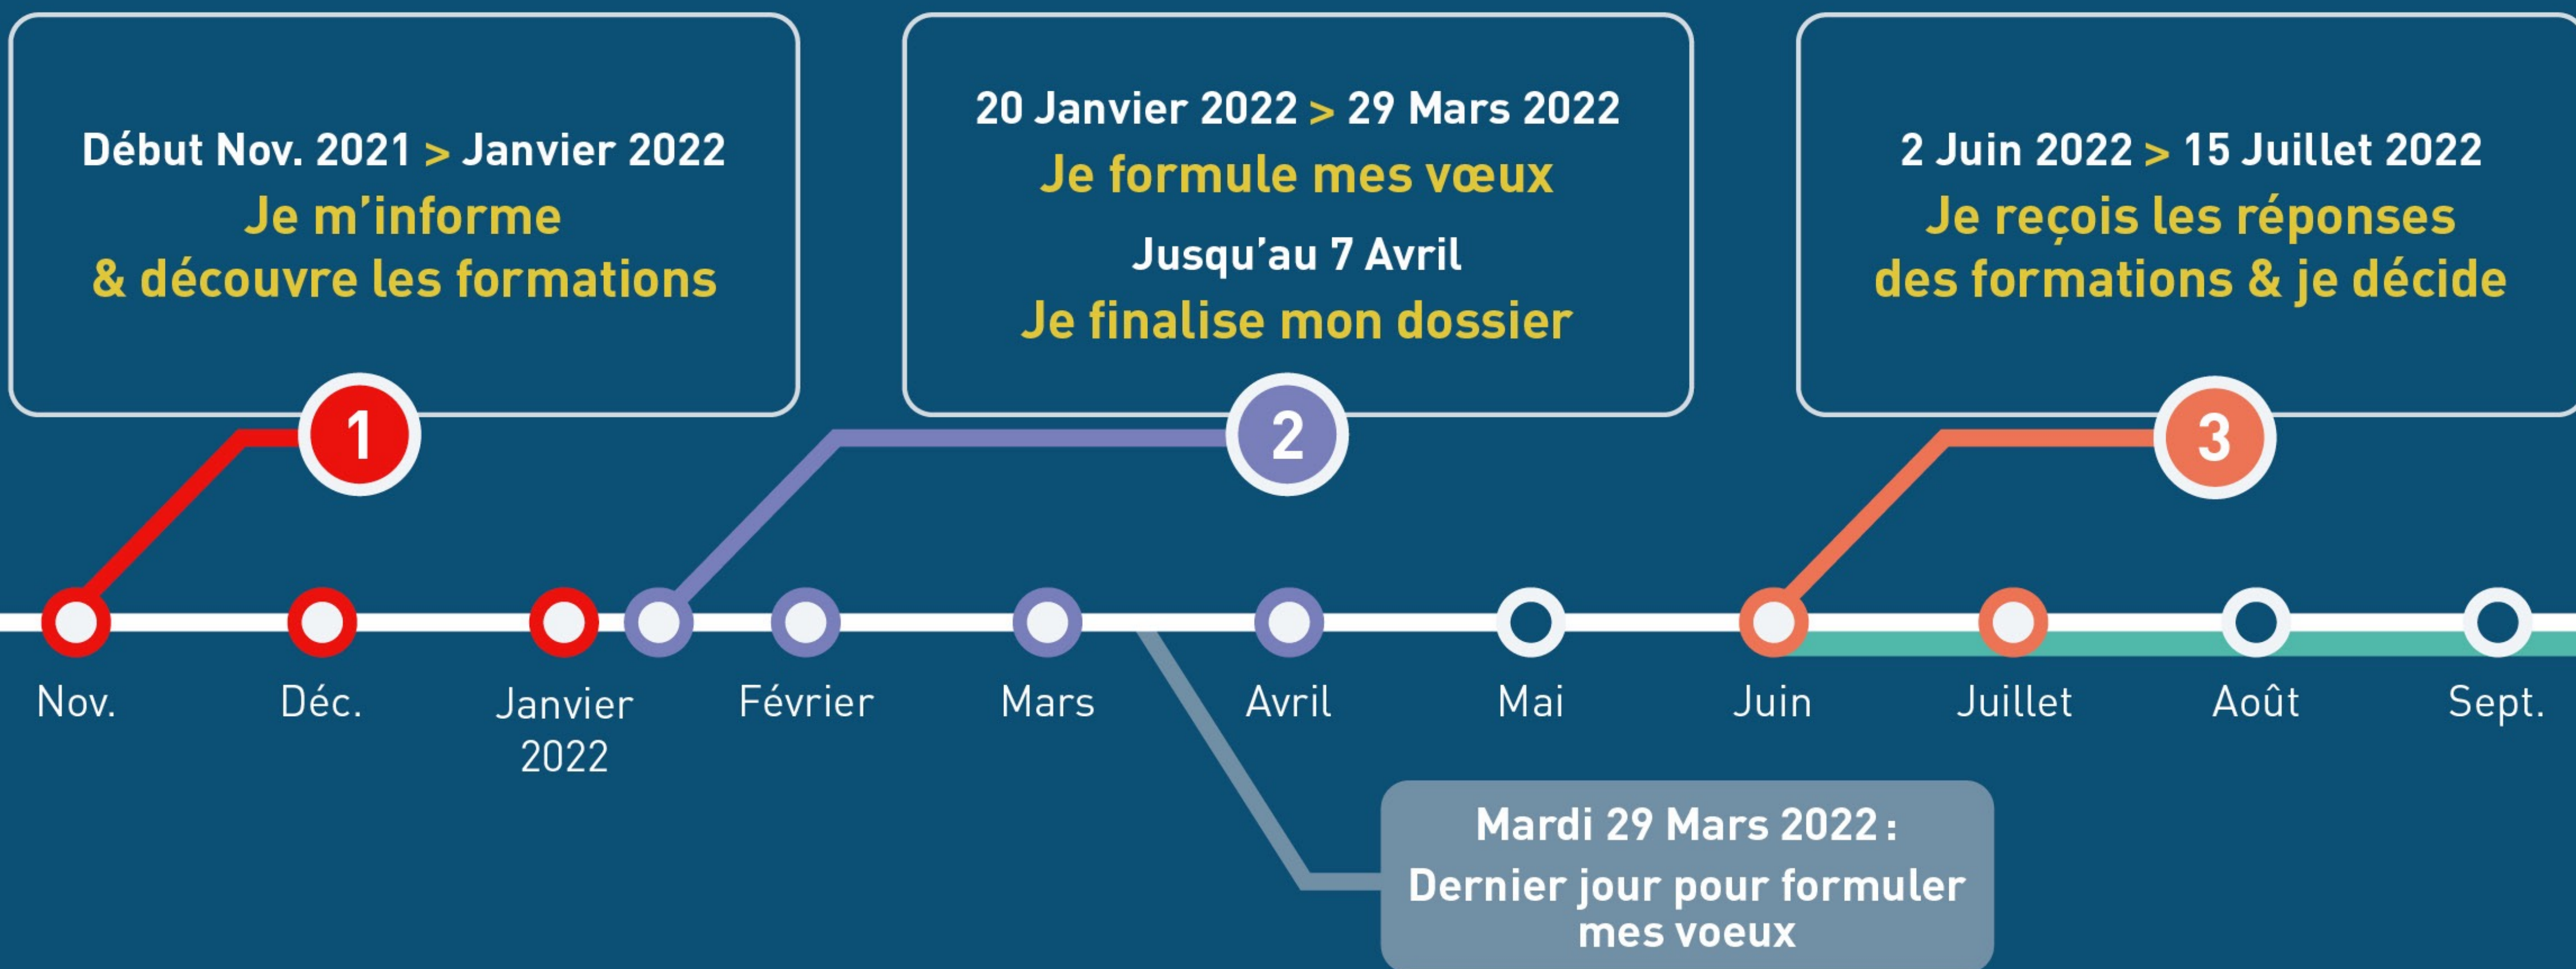 Début Nov. 2021 > Janvier 2022
Je m’informe
& découvre les formations
1
20 Janvier 2022 > 29 Mars 2022
Je formule mes vœux
Jusqu’au 7 Avril
Je finalise mon dossier
2
2 Juin 2022 > 15 Juillet 2022
Je reçois les réponses
des formations & je décide
3
Nov.
Déc.
Janvier
2022
Février
Mars
Avril
Mai
Juin
Juillet
Août
Sept.
Mardi 29 Mars 2022 :
Dernier jour pour formuler
mes voeux